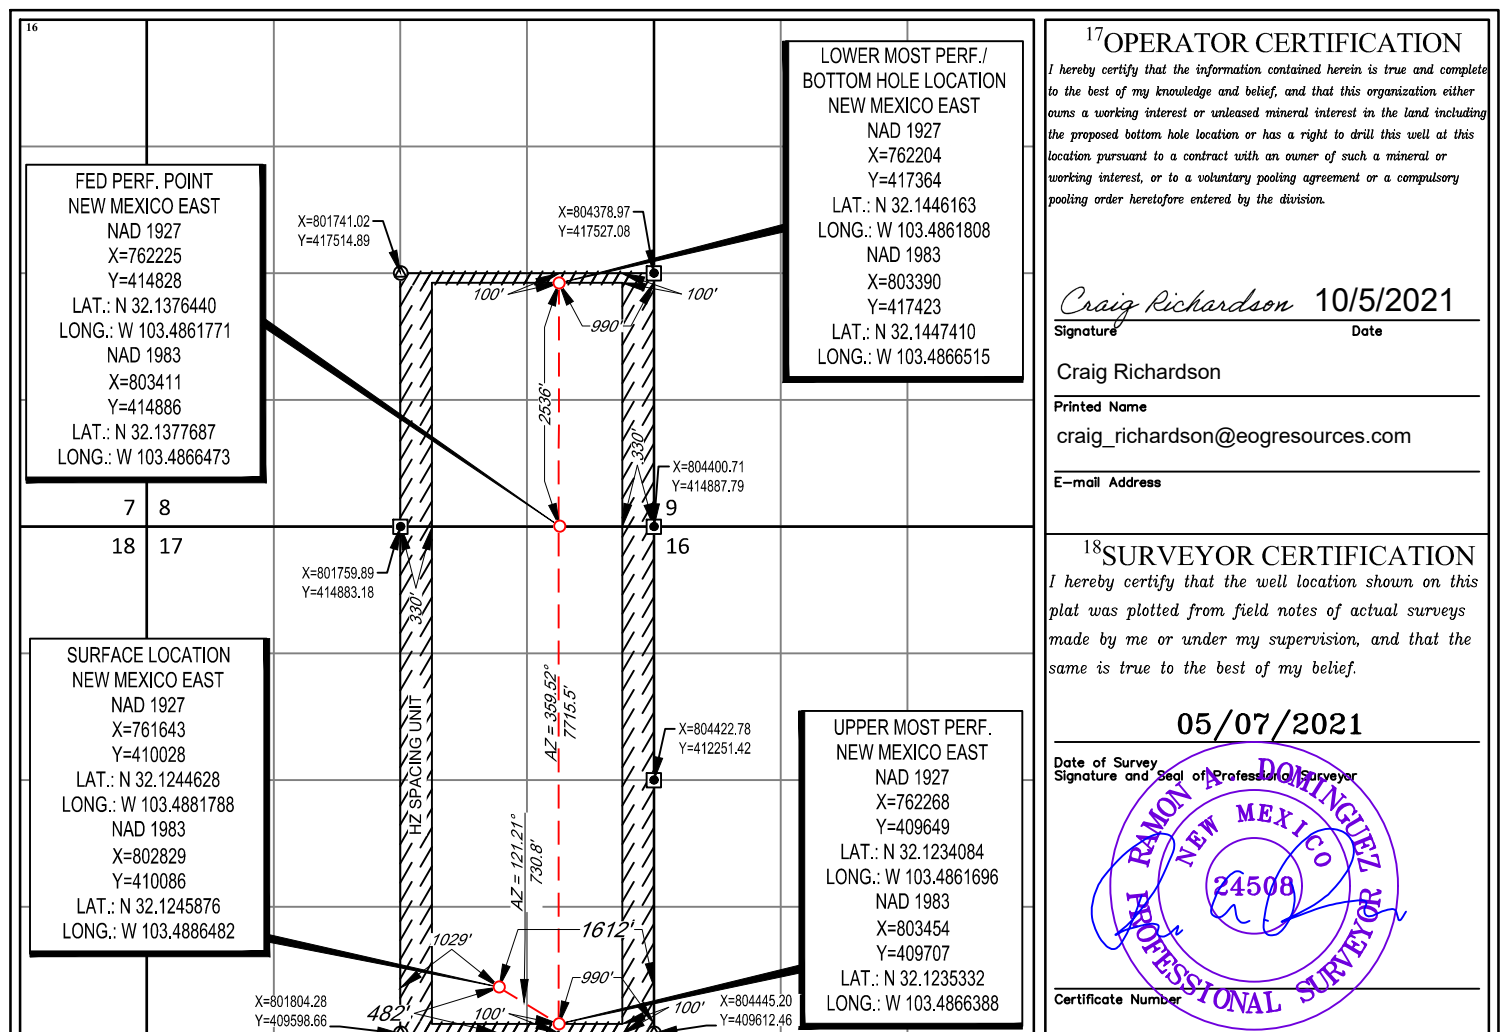 16
LOWER MOST PERF./
BOTTOM HOLE LOCATION
NEW MEXICO EAST
NAD 1927
X=762204
Y=417364
LAT.: N 32.1446163
LONG.: W 103.4861808
NAD 1983
X=803390
Y=417423
LAT.: N 32.1447410
LONG.: W 103.4866515
FED PERF. POINT
NEW MEXICO EAST
NAD 1927
X=762225
Y=414828
LAT.: N 32.1376440
LONG.: W 103.4861771
NAD 1983
X=803411
Y=414886
LAT.: N 32.1377687
LONG.: W 103.4866473
X=801741.02
Y=417514.89
X=804378.97
Y=417527.08
100'
100'
990'
2536'
330'
X=804400.71
Y=414887.79
7 8
9
18 17
16
X=801759.89
Y=414883.18
330'
SURFACE LOCATION
NEW MEXICO EAST
NAD 1927
X=761643
Y=410028
LAT.: N 32.1244628
LONG.: W 103.4881788
NAD 1983
X=802829
Y=410086
LAT.: N 32.1245876
LONG.: W 103.4886482
HZ SPACING UNIT
AZ = 359.52°
7715.5'
X=804422.78
Y=412251.42
AZ = 121.21°
730.8'
UPPER MOST PERF.
NEW MEXICO EAST
NAD 1927
X=762268
Y=409649
LAT.: N 32.1234084
LONG.: W 103.4861696
NAD 1983
X=803454
Y=409707
LAT.: N 32.1235332
LONG.: W 103.4866388
1029'
1612'
990'
482'
100'
100'
X=801804.28
Y=409598.66
X=804445.20
Y=409612.46
17OPERATOR CERTIFICATION
I hereby certify that the information contained herein is true and complete
to the best of my knowledge and belief, and that this organization either
owns a working interest or unleased mineral interest in the land including
the proposed bottom hole location or has a right to drill this well at this
location pursuant to a contract with an owner of such a mineral or
working interest, or to a voluntary pooling agreement or a compulsory
pooling order heretofore entered by the division.
Craig Richardson 10/5/2021
Signature Date
Craig Richardson
Printed Name
craig_richardson@eogresources.com
E-mail Address
18SURVEYOR CERTIFICATION
I hereby certify that the well location shown on this
plat was plotted from field notes of actual surveys
made by me or under my supervision, and that the
same is true to the best of my belief.
05/07/2021
Date of Survey
Signature and Seal of Professional Surveyor
RAMON A. DOMINGUEZ
NEW MEXICO
24508
PROFESSIONAL SURVEYOR
Certificate Number